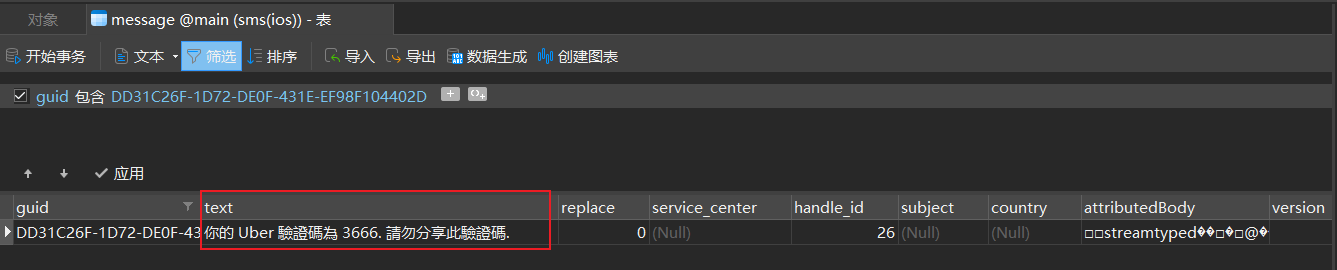 对象 message @main (sms(ios)) - 表
开始事务 文本 筛选 排序 导入 导出 数据生成 创建图表
guid 包含 DD31C26F-1D72-DE0F-431E-EF98F104402D
应用
guid text replace service_center handle_id subject country attributedBody version
DD31C26F-1D72-DE0F-43 你的 Uber 驗證碼為 3666. 請勿分享此驗證碼. 0 (Null) 26 (Null) (Null) □□streamtyped��□�□@�